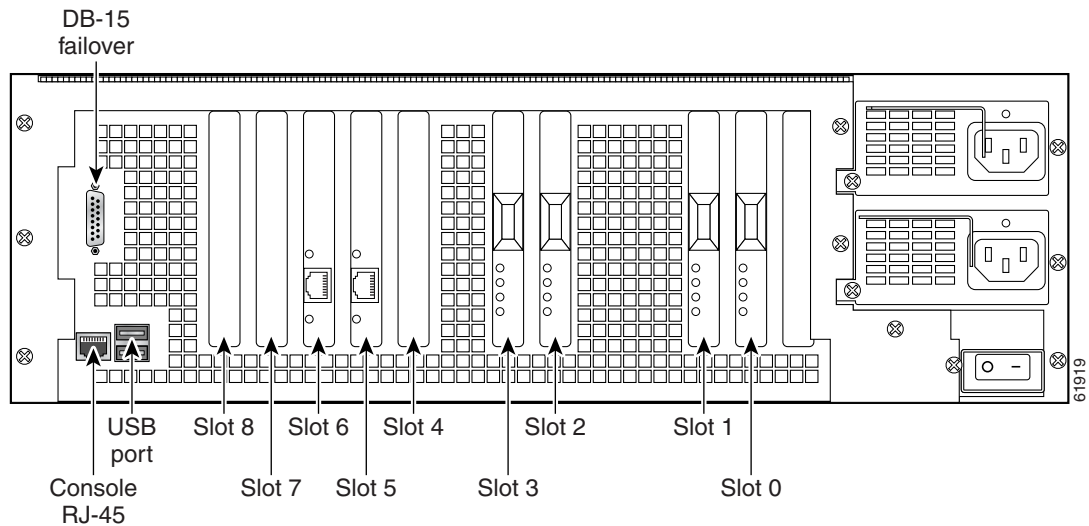 DB-15
failover
USB
port
Slot 8
Slot 6
Slot 4
Slot 2
Slot 1
Console
RJ-45
Slot 7
Slot 5
Slot 3
Slot 0
61919